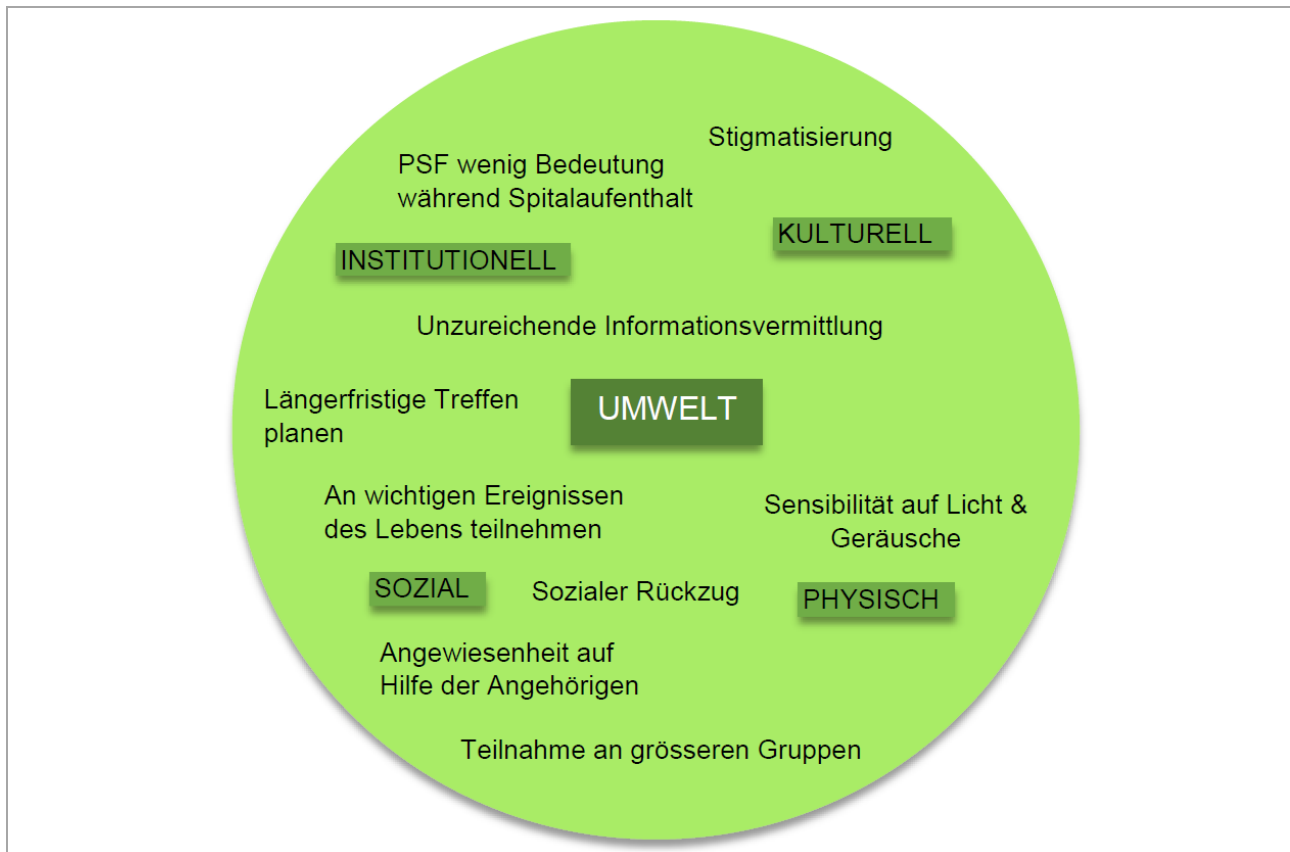 Stigmatisierung
PSF wenig Bedeutung
während Spitalaufenthalt
KULTURELL
INSTITUTIONELL
Unzureichende Informationsvermittlung
Längerfristige Treffen
planen
UMWELT
An wichtigen Ereignissen
des Lebens teilnehmen
Sensibilität auf Licht &
Geräusche
SOZIAL
Sozialer Rückzug
PHYSISCH
Angewiesenheit auf
Hilfe der Angehörigen
Teilnahme an grösseren Gruppen